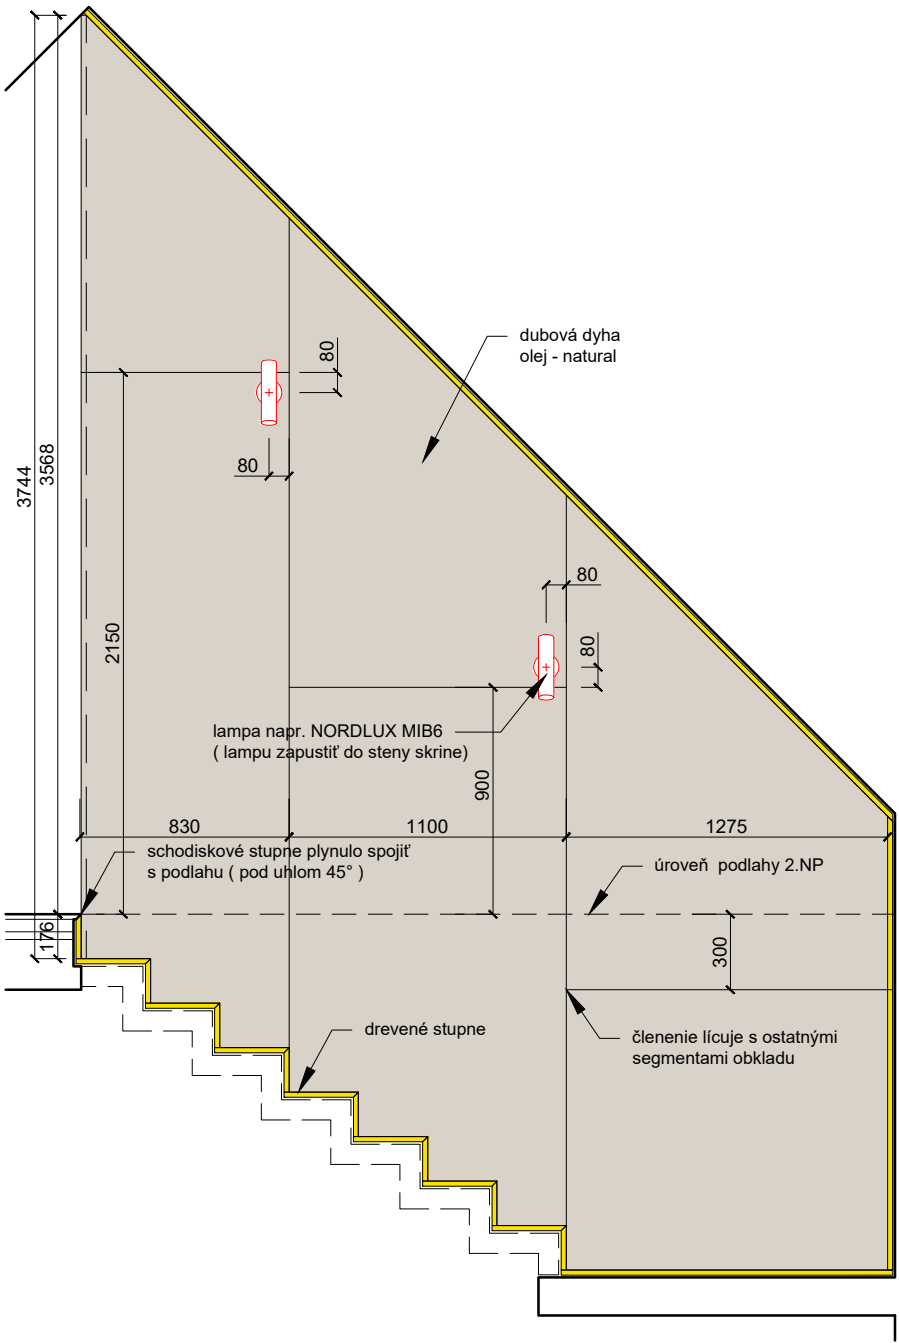 dubová dyha
olej - natural
80
80
3568
3744
80
80
2150
lampa napr. NORDLUX MIB6
( lampu zapustiť do steny skrine)
900
830
1100
1275
schodiskové stupne plynulo spojiť
s podlahu ( pod uhlom 45° )
úroveň podlahy 2.NP
176
300
drevené stupne
členenie lícuje s ostatnými
segmentami obkladu